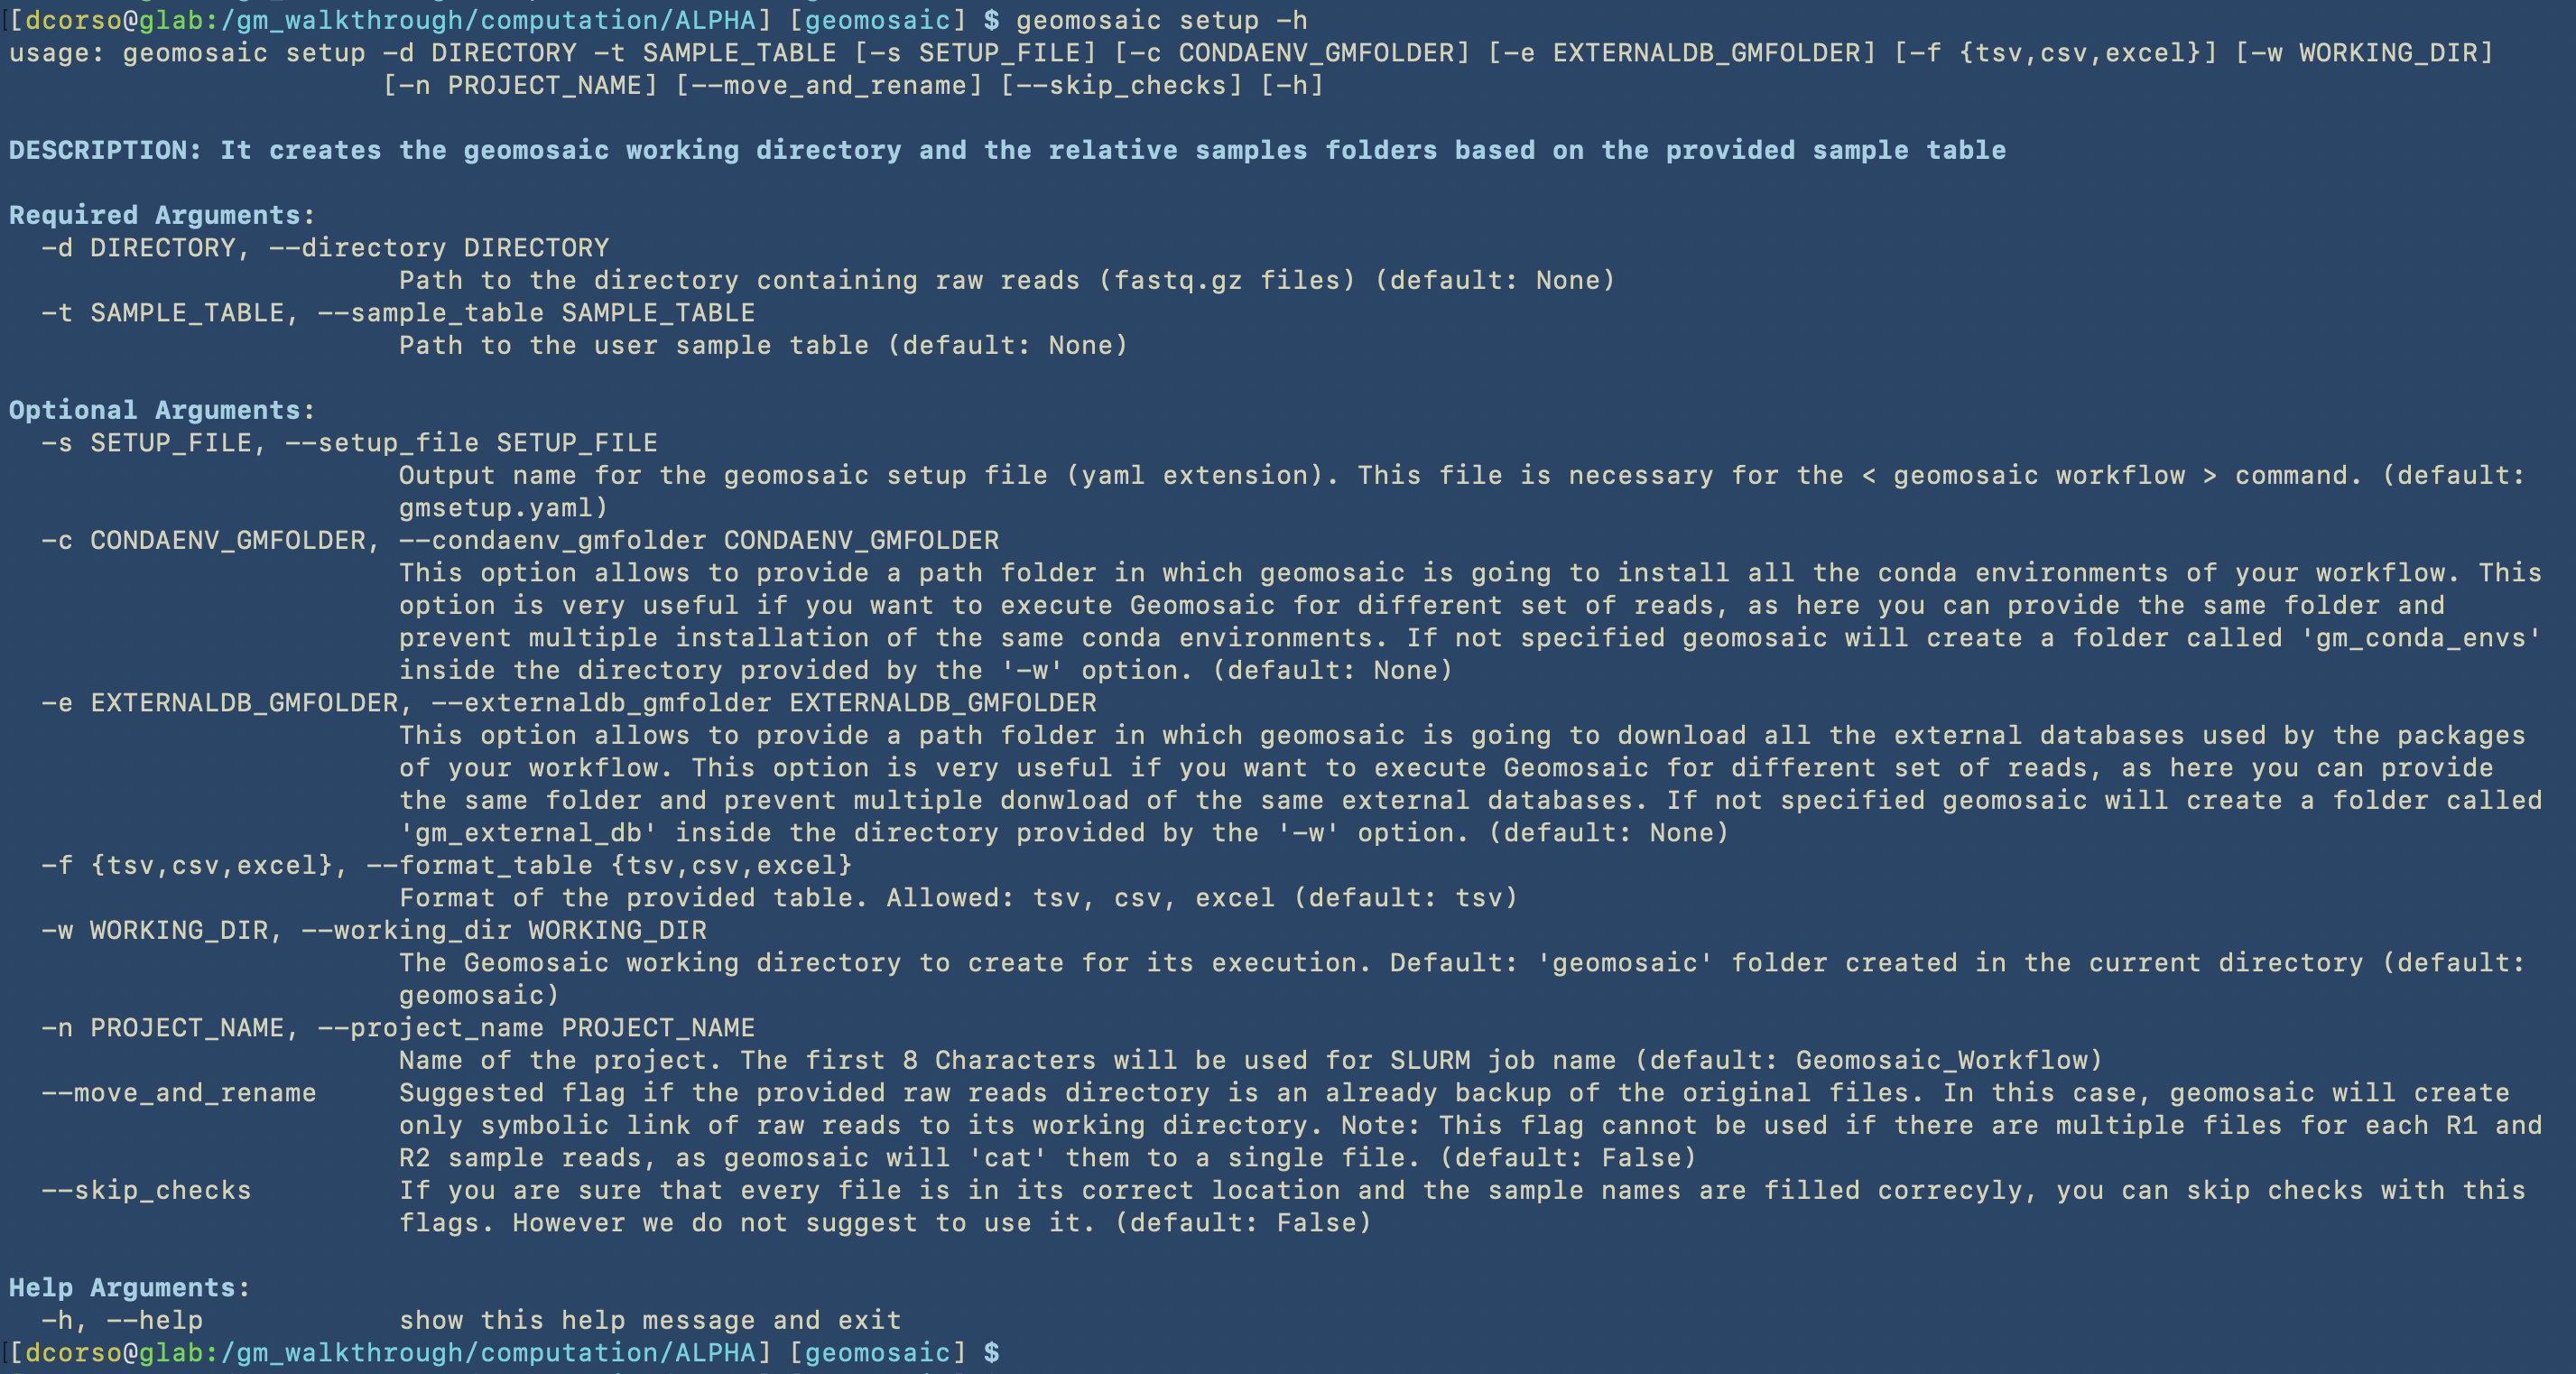 [[dcorso@glab:/gm_walkthrough/computation/ALPHA] [geomosaic] $ geomosaic setup -h
usage: geomosaic setup -d DIRECTORY -t SAMPLE_TABLE [-s SETUP_FILE] [-c CONDAENV_GMFOLDER] [-e EXTERNALDB_GMFOLDER] [-f {tsv,csv,excel}] [-w WORKING_DIR]
[-n PROJECT_NAME] [--move_and_rename] [--skip_checks] [-h]
DESCRIPTION: It creates the geomosaic working directory and the relative samples folders based on the provided sample table
Required Arguments:
-d DIRECTORY, --directory DIRECTORY
Path to the directory containing raw reads (fastq.gz files) (default: None)
-t SAMPLE_TABLE, --sample_table SAMPLE_TABLE
Path to the user sample table (default: None)
Optional Arguments:
-s SETUP_FILE, --setup_file SETUP_FILE
Output name for the geomosaic setup file (yaml extension). This file is necessary for the < geomosaic workflow > command. (default:
gmsetup.yaml)
-c CONDAENV_GMFOLDER, --condaenv_gmfolder CONDAENV_GMFOLDER
This option allows to provide a path folder in which geomosaic is going to install all the conda environments of your workflow. This
option is very useful if you want to execute Geomosaic for different set of reads, as here you can provide the same folder and
prevent multiple installation of the same conda environments. If not specified geomosaic will create a folder called 'gm_conda_envs'
inside the directory provided by the '-w' option. (default: None)
-e EXTERNALDB_GMFOLDER, --externaldb_gmfolder EXTERNALDB_GMFOLDER
This option allows to provide a path folder in which geomosaic is going to download all the external databases used by the packages
of your workflow. This option is very useful if you want to execute Geomosaic for different set of reads, as here you can provide
the same folder and prevent multiple donwload of the same external databases. If not specified geomosaic will create a folder called
'gm_external_db' inside the directory provided by the '-w' option. (default: None)
-f {tsv,csv,excel}, --format_table {tsv,csv,excel}
Format of the provided table. Allowed: tsv, csv, excel (default: tsv)
-w WORKING_DIR, --working_dir WORKING_DIR
The Geomosaic working directory to create for its execution. Default: 'geomosaic' folder created in the current directory (default:
geomosaic)
-n PROJECT_NAME, --project_name PROJECT_NAME
Name of the project. The first 8 Characters will be used for SLURM job name (default: Geomosaic_Workflow)
--move_and_rename Suggested flag if the provided raw reads directory is an already backup of the original files. In this case, geomosaic will create
only symbolic link of raw reads to its working directory. Note: This flag cannot be used if there are multiple files for each R1 and
R2 sample reads, as geomosaic will 'cat' them to a single file. (default: False)
--skip_checks If you are sure that every file is in its correct location and the sample names are filled correcyly, you can skip checks with this
flags. However we do not suggest to use it. (default: False)
Help Arguments:
-h, --help show this help message and exit
[[dcorso@glab:/gm_walkthrough/computation/ALPHA] [geomosaic] $